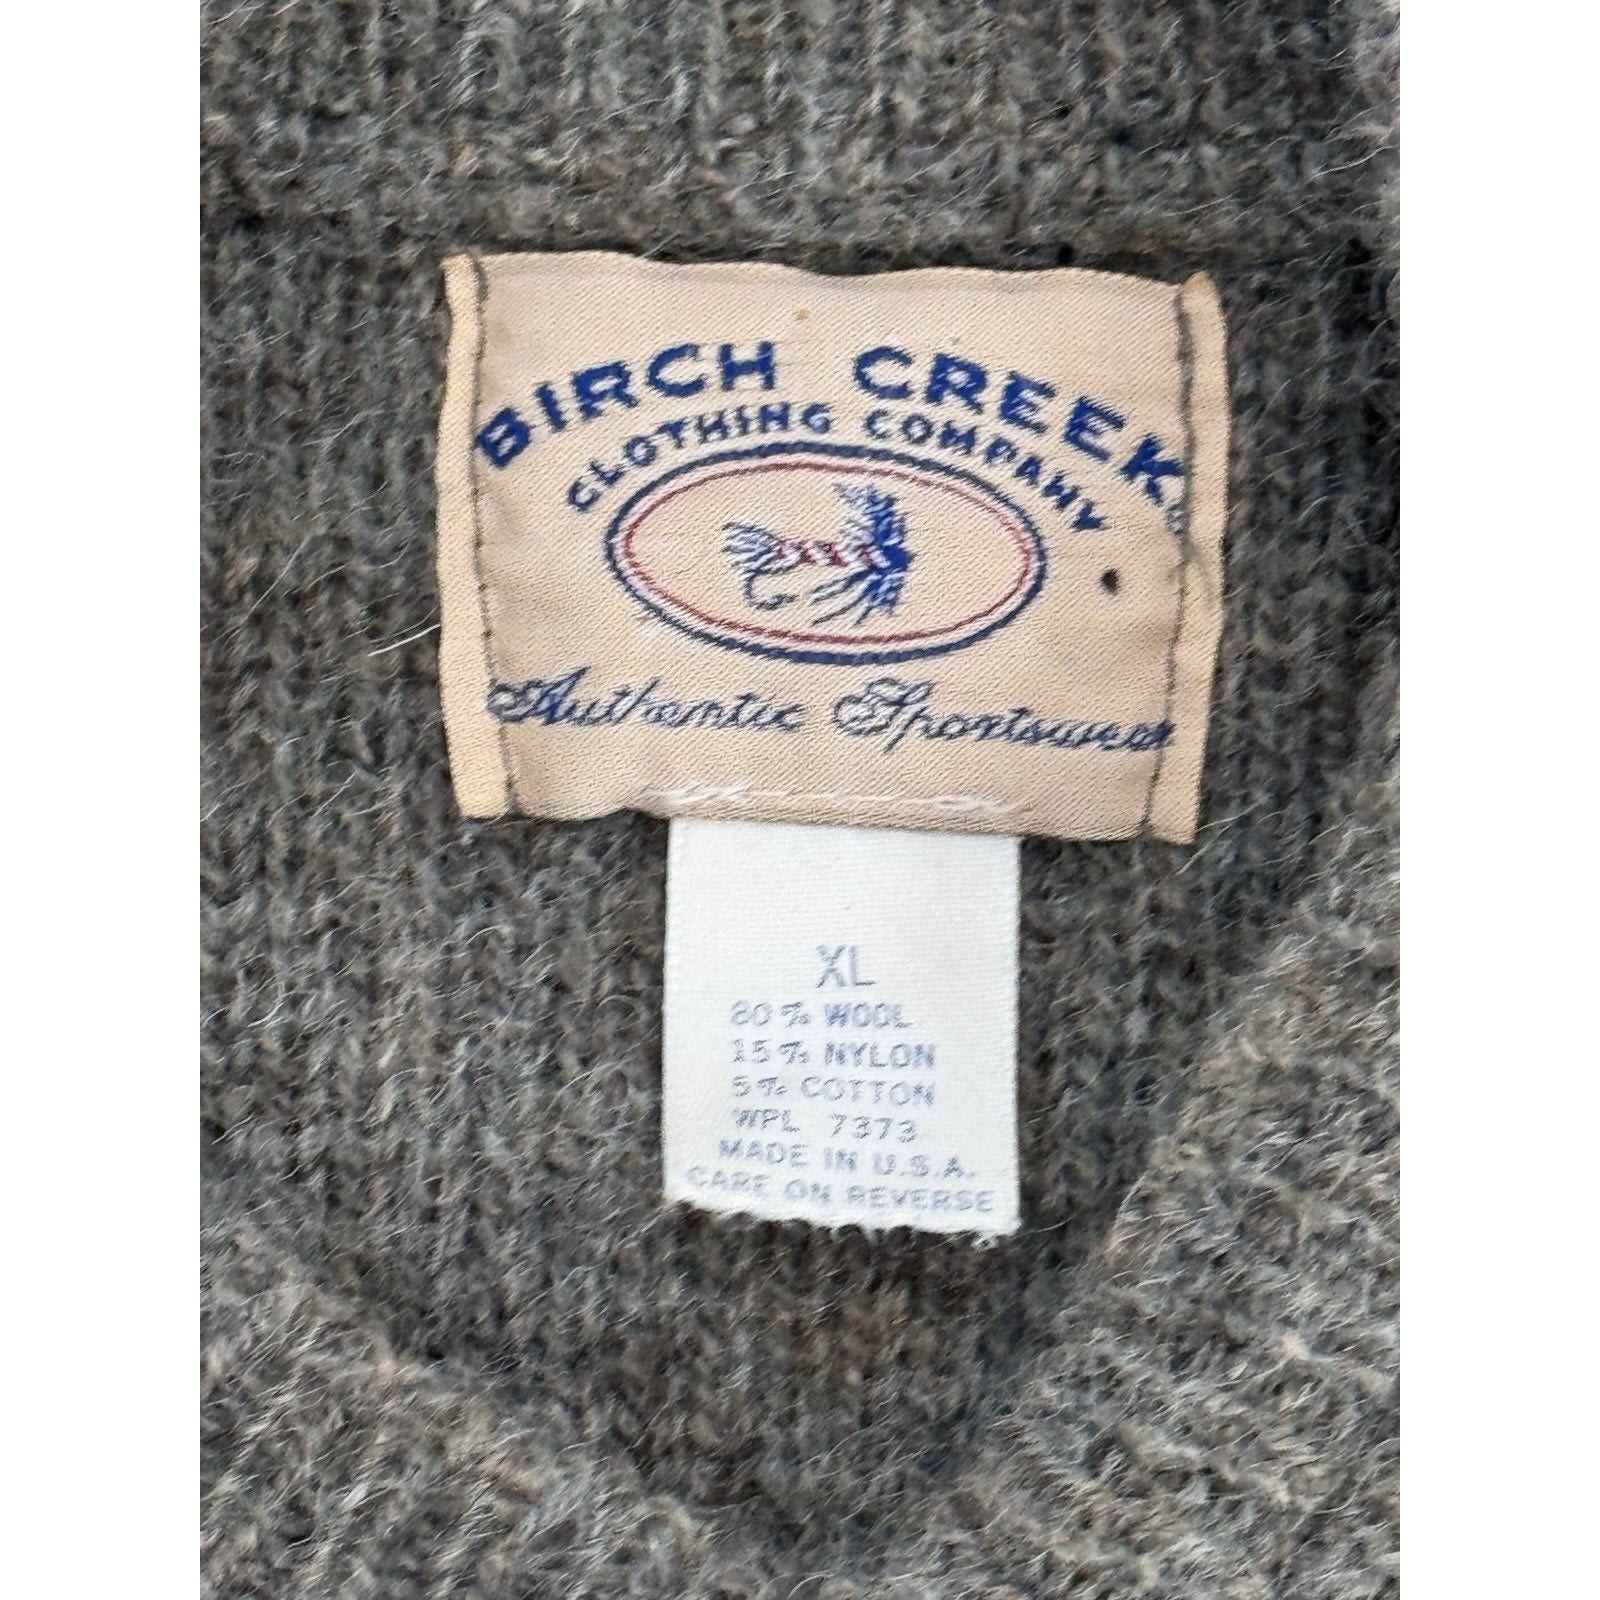 BIRCH CREEK
CLOTHING COMPANY
Authentic Sportswear
XL
80% WOOL
15% NYLON
5% COTTON
WPL 7373
MADE IN U.S.A.
CARE ON REVERSE